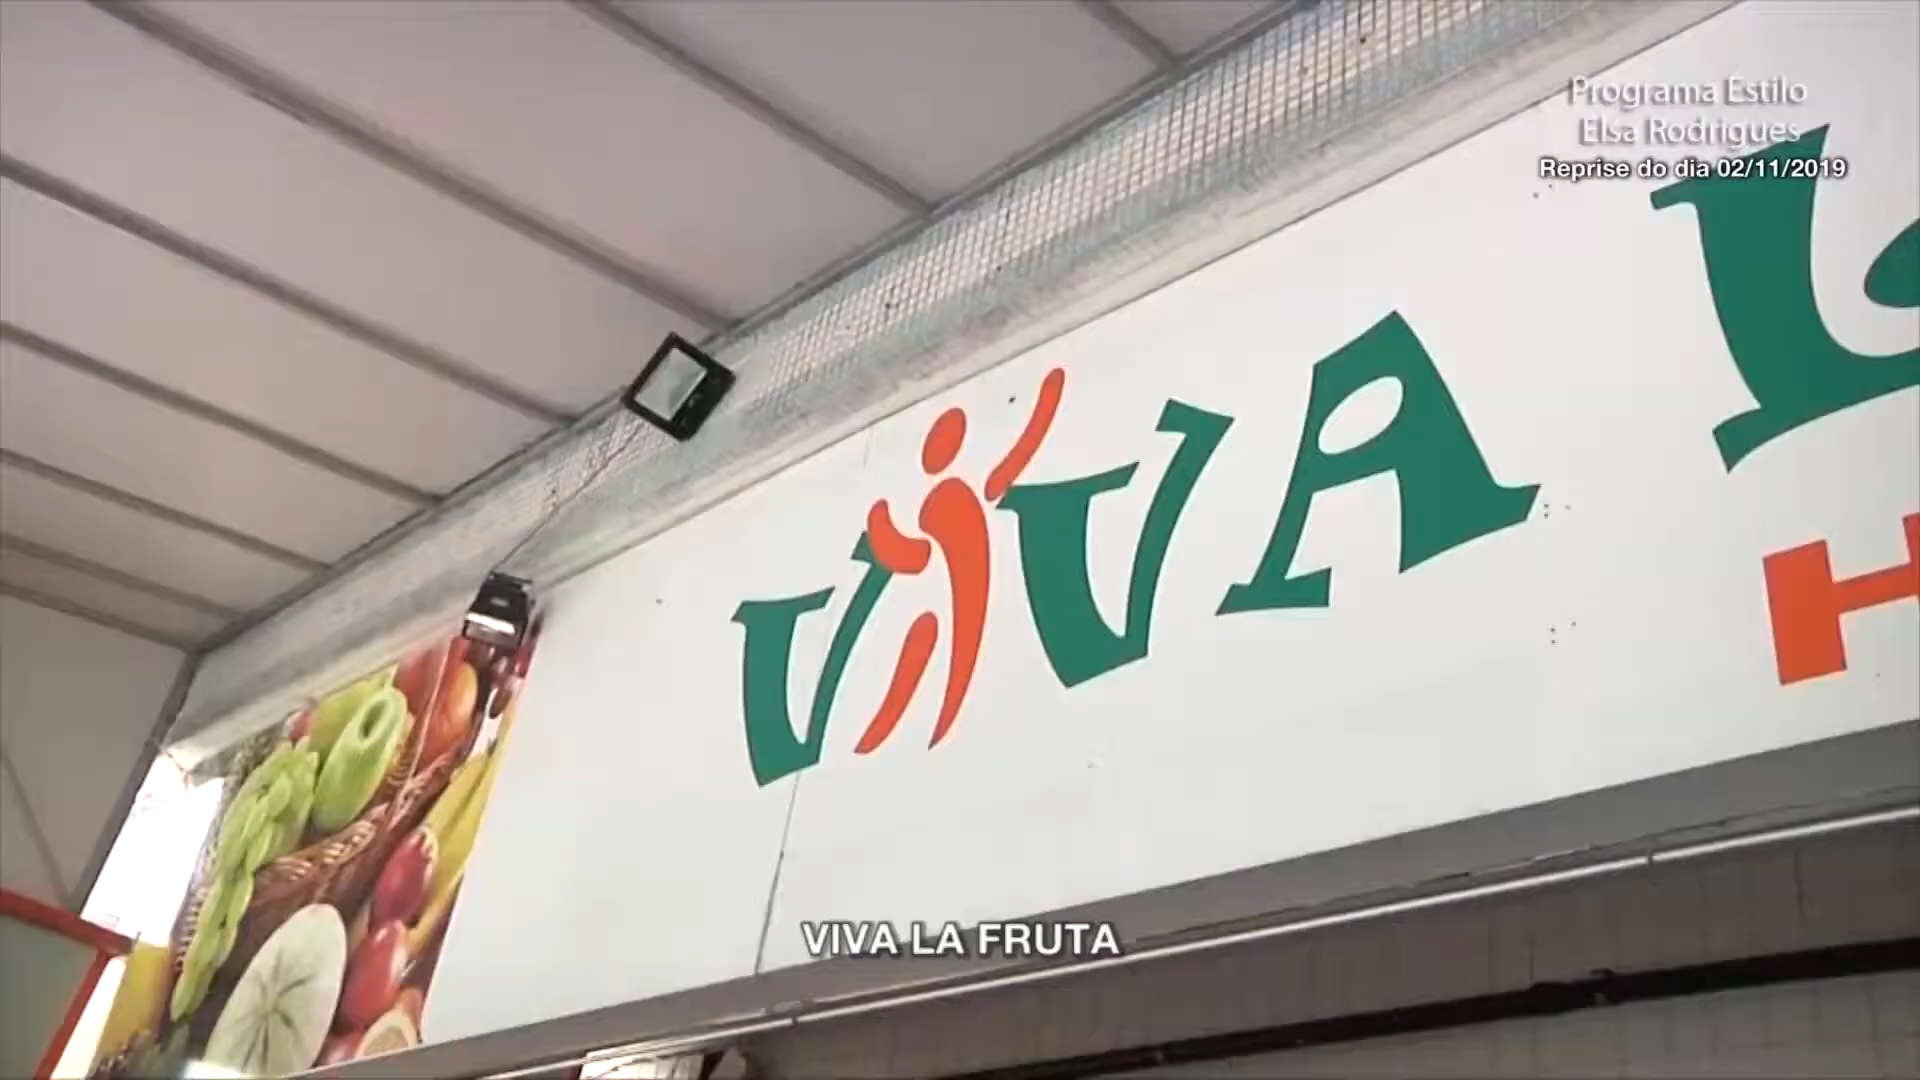 Programa Estilo
Elsa Rodrigues
Reprise do dia 02/11/2019
VIVA L
H
VIVA LA FRUTA